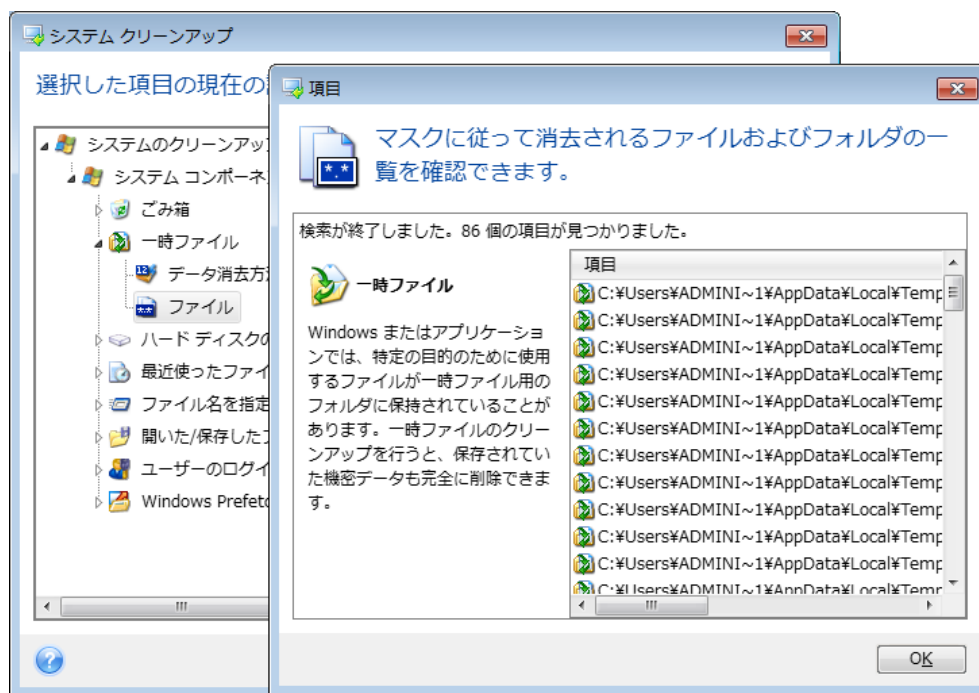 システム クリーンアップ
選択した項目の現在の
システムのクリーンアッ
システム コンポーネ
ごみ箱
一時ファイル
データ消去方
ファイル
ハード ディスクの
最近使ったファイ
ファイル名を指定
開いた/保存した
ユーザーのログイ
Windows Prefetc
項目
マスクに従って消去されるファイルおよびフォルダの一
覧を確認できます。
検索が終了しました。86 個の項目が見つかりました。
一時ファイル
Windows またはアプリケーショ
ンでは、特定の目的のために使用
するファイルが一時ファイル用の
フォルダに保持されていることが
あります。一時ファイルのクリー
ンアップを行うと、保存されてい
た機密データも完全に削除できま
す。
項目
C:¥Users¥ADMINI~1¥AppData¥Local¥Temp
C:¥Users¥ADMINI~1¥AppData¥Local¥Temp
C:¥Users¥ADMINI~1¥AppData¥Local¥Temp
C:¥Users¥ADMINI~1¥AppData¥Local¥Temp
C:¥Users¥ADMINI~1¥AppData¥Local¥Temp
C:¥Users¥ADMINI~1¥AppData¥Local¥Temp
C:¥Users¥ADMINI~1¥AppData¥Local¥Temp
C:¥Users¥ADMINI~1¥AppData¥Local¥Temp
C:¥Users¥ADMINI~1¥AppData¥Local¥Temp
C:¥Users¥ADMINI~1¥AppData¥Local¥Temp
C:¥Users¥ADMINI~1¥AppData¥Local¥Temp
C:¥Users¥ADMINI~1¥AppData¥Local¥Temp
OK